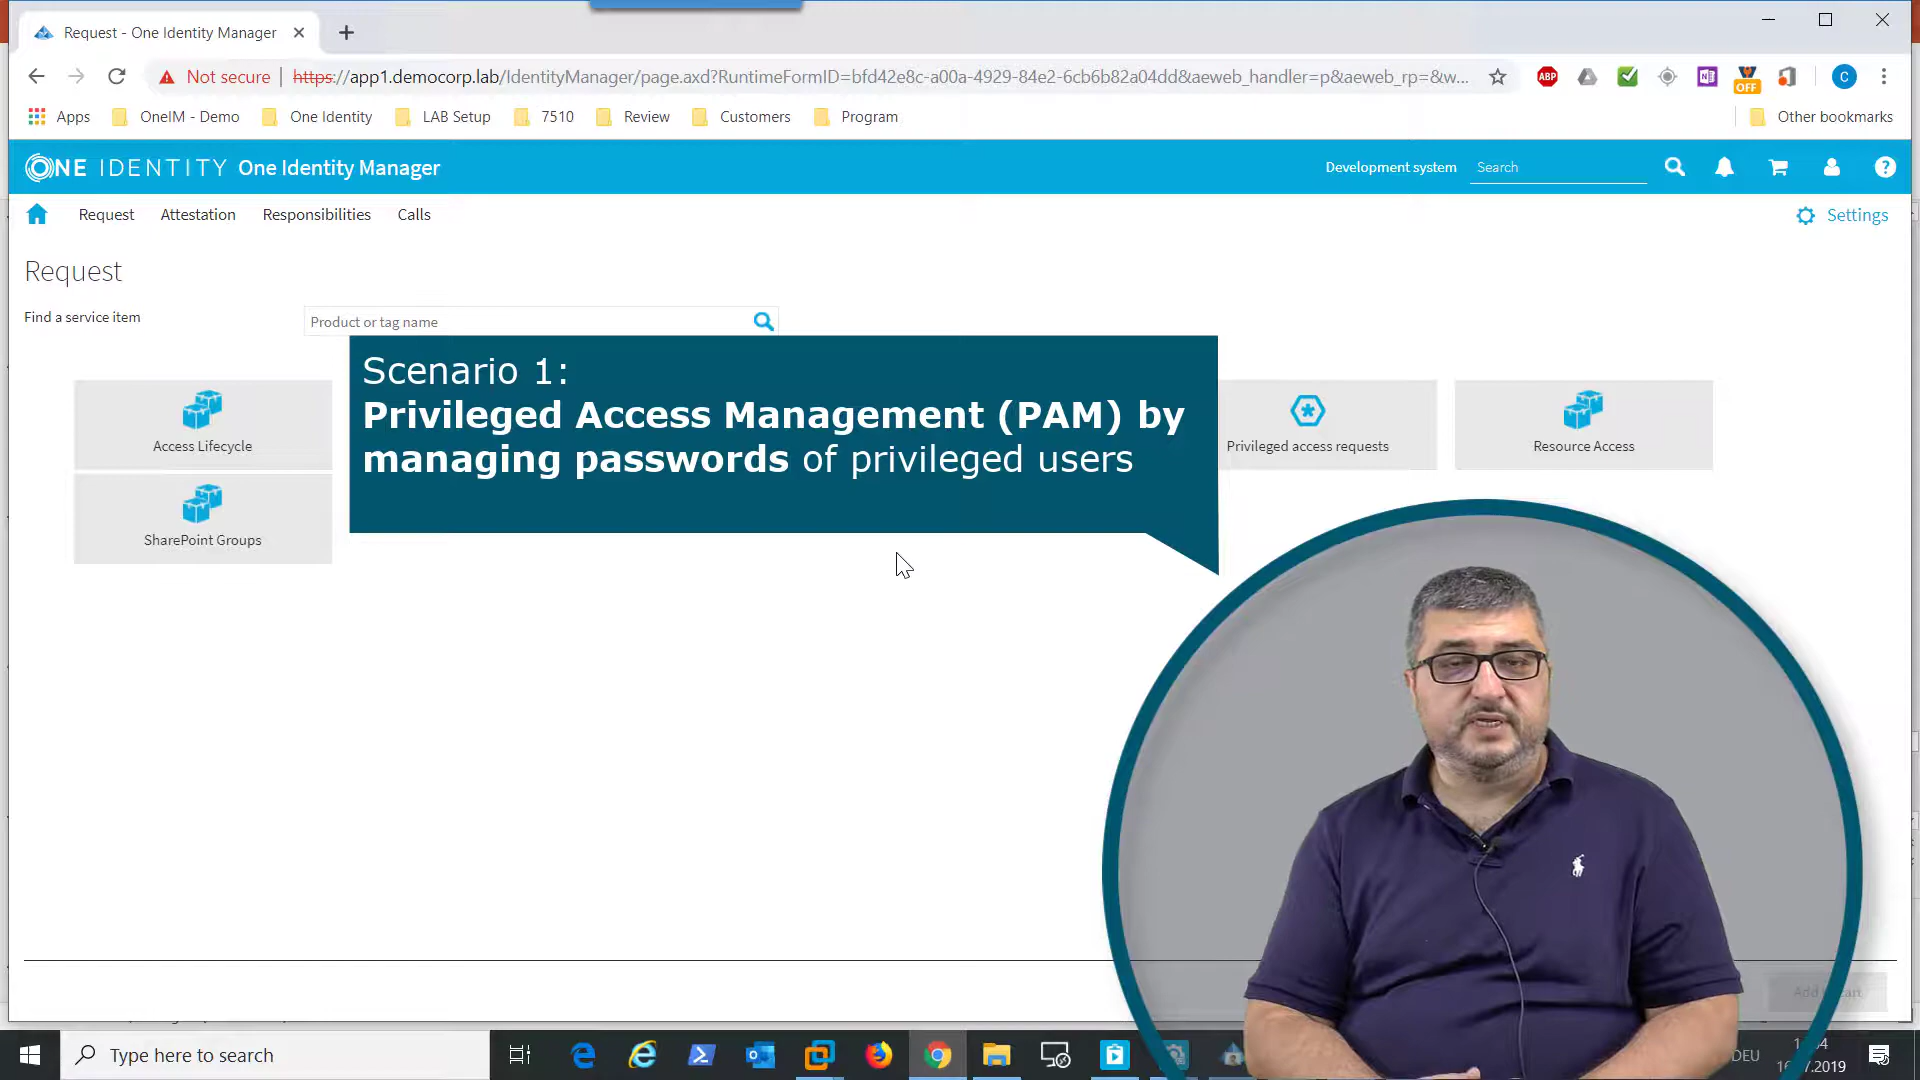 Request - One Identity Manager
Not secure
https://app1.democorp.lab/IdentityManager/page.axd?RuntimeFormID=bfd42e8c-a00a-4929-84e2-6cb6b82a04dd&aeweb_handler=p&aeweb_rp=&w...
ABP
OFF
C
Apps
OneIM - Demo
One Identity
LAB Setup
7510
Review
Customers
Program
Other bookmarks
ONE IDENTITY One Identity Manager
Development system
Search
Request
Attestation
Responsibilities
Calls
Settings
Request
Find a service item
Product or tag name
Scenario 1:
Privileged Access Management (PAM) by
managing passwords of privileged users
Access Lifecycle
Privileged access requests
Resource Access
SharePoint Groups
Type here to search
DEU